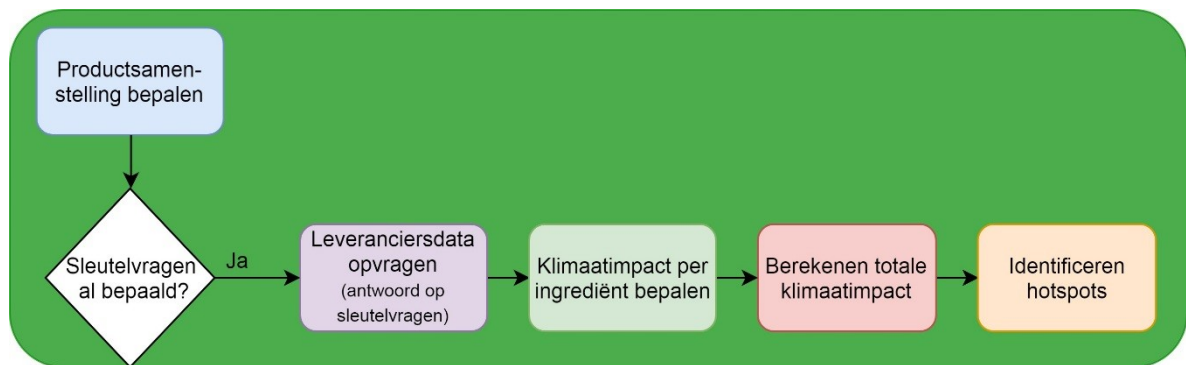 Productsamen-
stelling bepalen
Sleutelvragen
al bepaald?
Ja
Leveranciersdata
opvragen
(antwoord op
sleutelvragen)
Klimaatimpact per
ingrediënt bepalen
Berekenen totale
klimaatimpact
Identificeren
hotspots